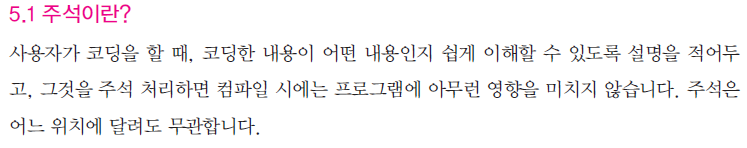 5.1 주석이란?
사용자가 코딩을 할 때, 코딩한 내용이 어떤 내용인지 쉽게 이해할 수 있도록 설명을 적어두
고, 그것을 주석 처리하면 컴파일 시에는 프로그램에 아무런 영향을 미치지 않습니다. 주석은
어느 위치에 달려도 무관합니다.